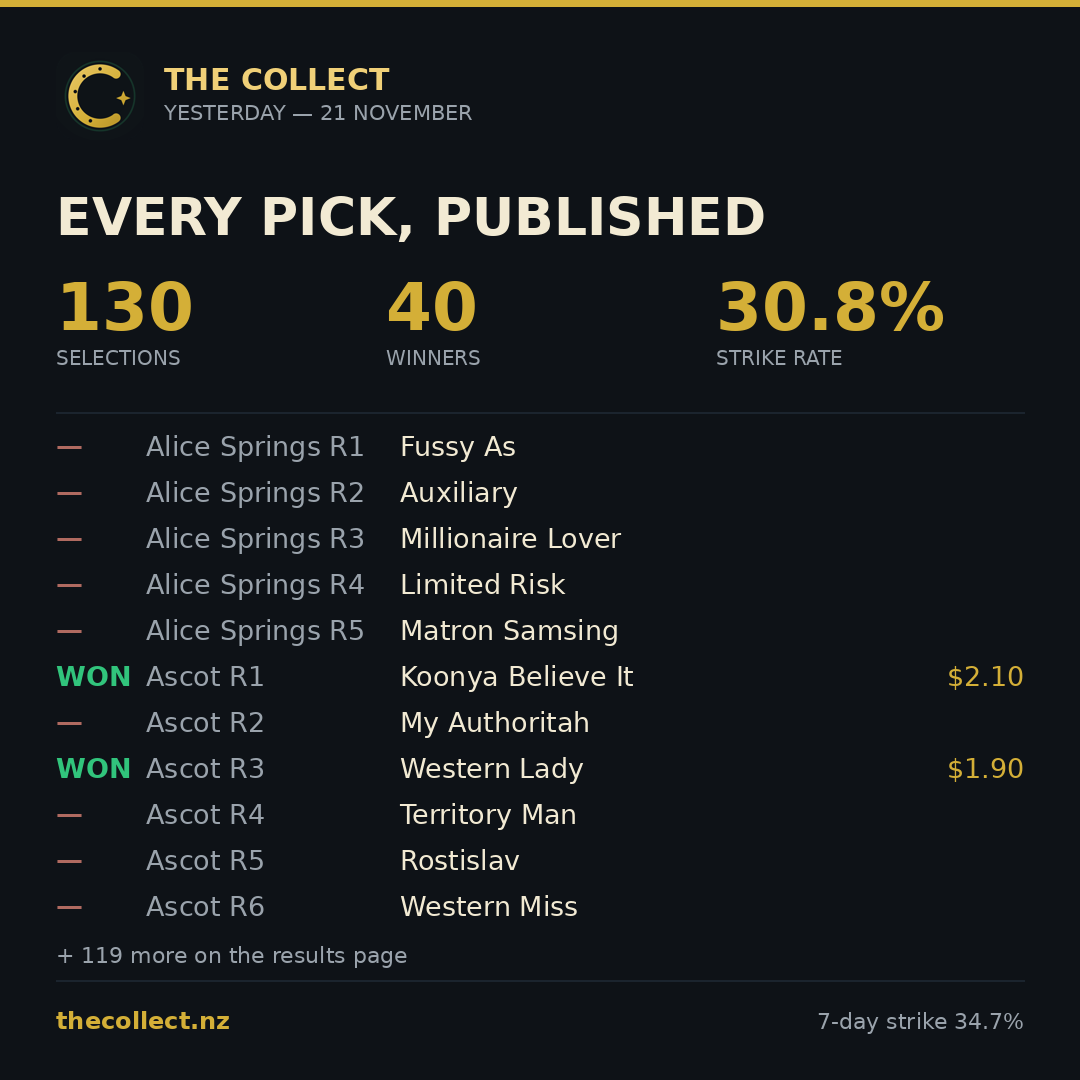 THE COLLECT
YESTERDAY — 21 NOVEMBER
EVERY PICK, PUBLISHED
130 40 30.8%
SELECTIONS WINNERS STRIKE RATE
— Alice Springs R1 Fussy As
— Alice Springs R2 Auxiliary
— Alice Springs R3 Millionaire Lover
— Alice Springs R4 Limited Risk
— Alice Springs R5 Matron Samsing
WON Ascot R1 Koonya Believe It $2.10
— Ascot R2 My Authoritah
WON Ascot R3 Western Lady $1.90
— Ascot R4 Territory Man
— Ascot R5 Rostislav
— Ascot R6 Western Miss
+ 119 more on the results page
thecollect.nz 7-day strike 34.7%